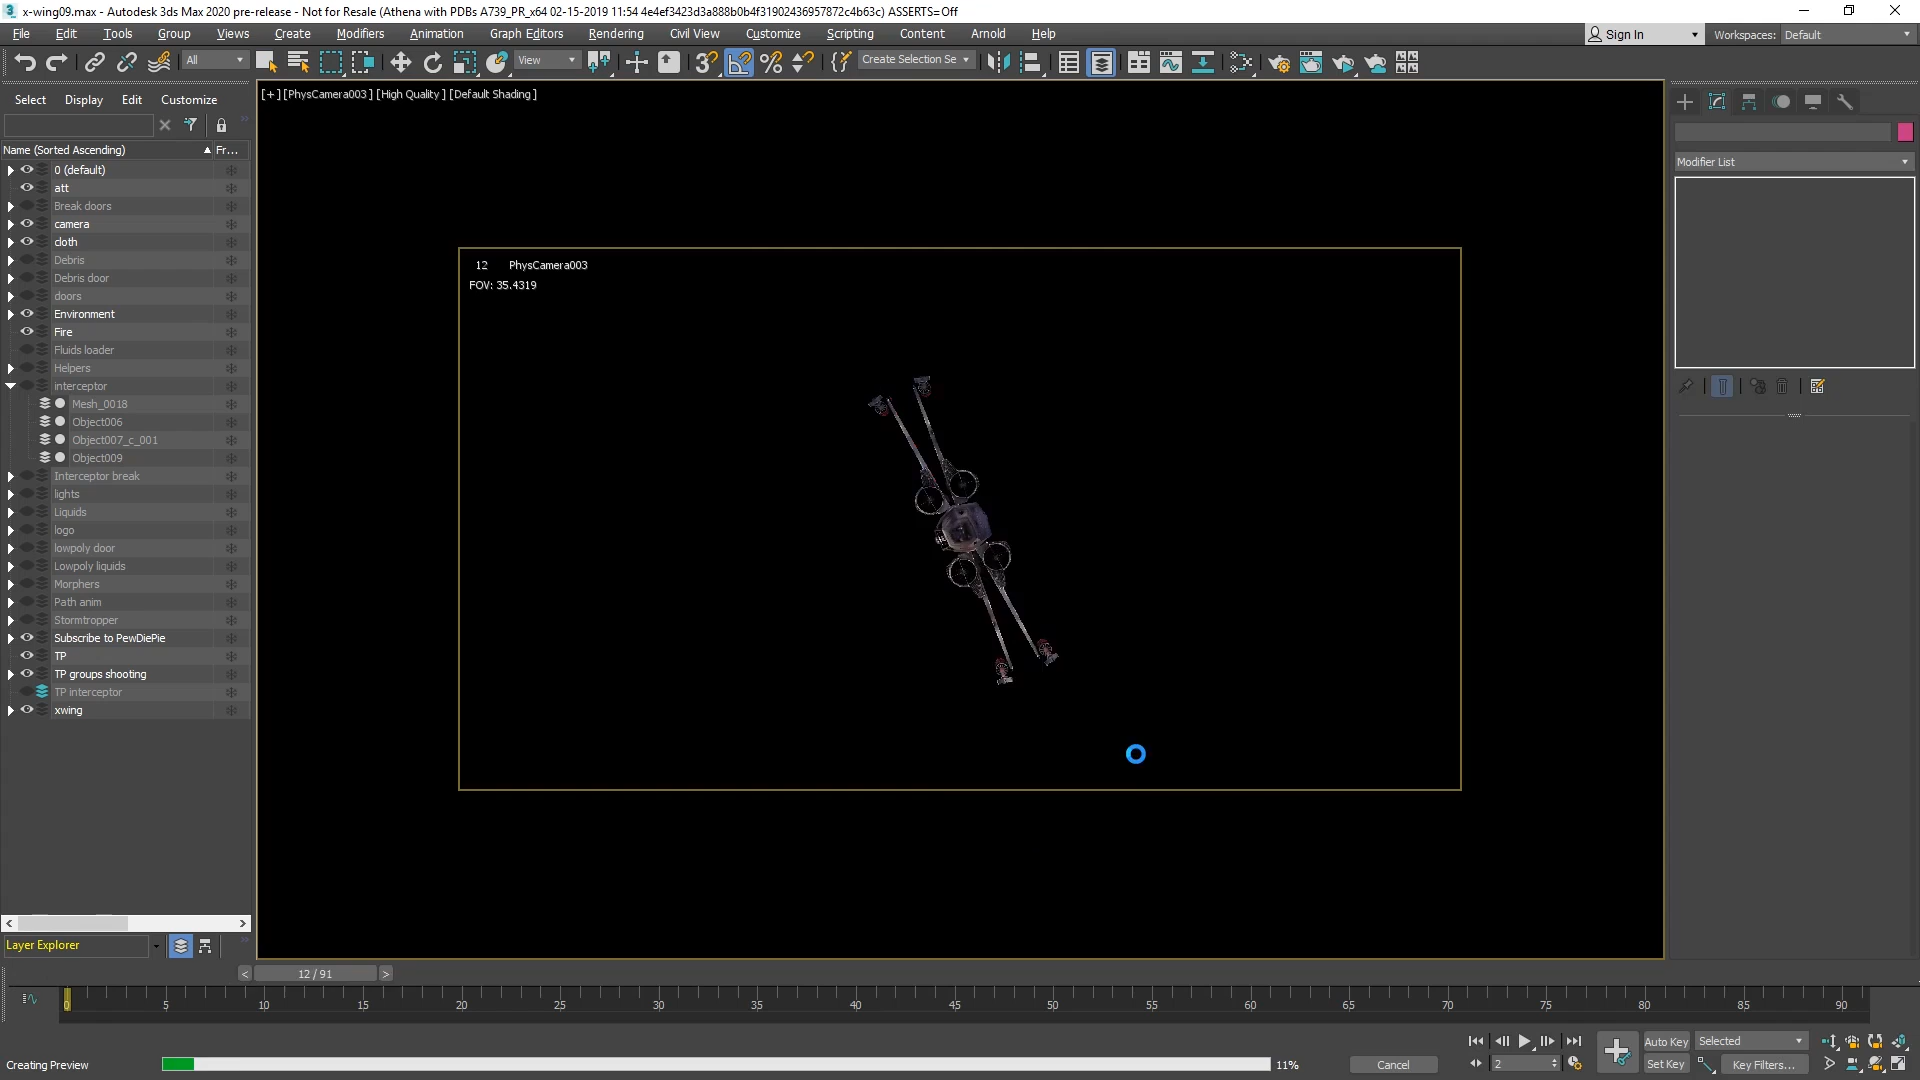 x-wing09.max - Autodesk 3ds Max 2020 pre-release - Not for Resale (Athena with PDBs A739_PR_x64 02-15-2019 11:54 4e4ef3423d3a888b0b4f31902436957872c4b63c) ASSERTS=Off
File Edit Tools Group Views Create Modifiers Animation Graph Editors Rendering Civil View Customize Scripting Content Arnold Help Sign In Workspaces: Default
All View Create Selection Se
Select Display Edit Customize
[+] [PhysCamera003] [High Quality] [Default Shading]
Name (Sorted Ascending) Fr...
Modifier List
0 (default)
att
Break doors
camera
cloth
Debris
Debris door
doors
Environment
Fire
Fluids loader
Helpers
interceptor
Mesh_0018
Object006
Object007_c_001
Object009
Interceptor break
lights
Liquids
logo
lowpoly door
Lowpoly liquids
Morphers
Path anim
Stormtropper
Subscribe to PewDiePie
TP
TP groups shooting
TP interceptor
xwing
12 PhysCamera003
FOV: 35.4319
Layer Explorer
< 12 / 91 >
0 5 10 15 20 25 30 35 40 45 50 55 60 65 70 75 80 85 90
Auto Key Selected
Creating Preview 11% Cancel 2 Set Key Key Filters...